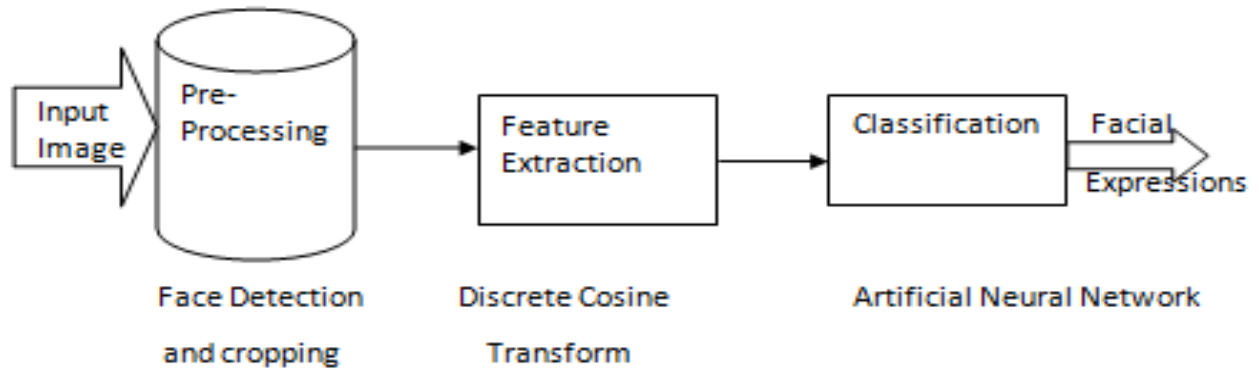 Input
Image
Pre-
Processing
Feature
Extraction
Classification
Facial
Expressions
Face Detection
and cropping
Discrete Cosine
Transform
Artificial Neural Network